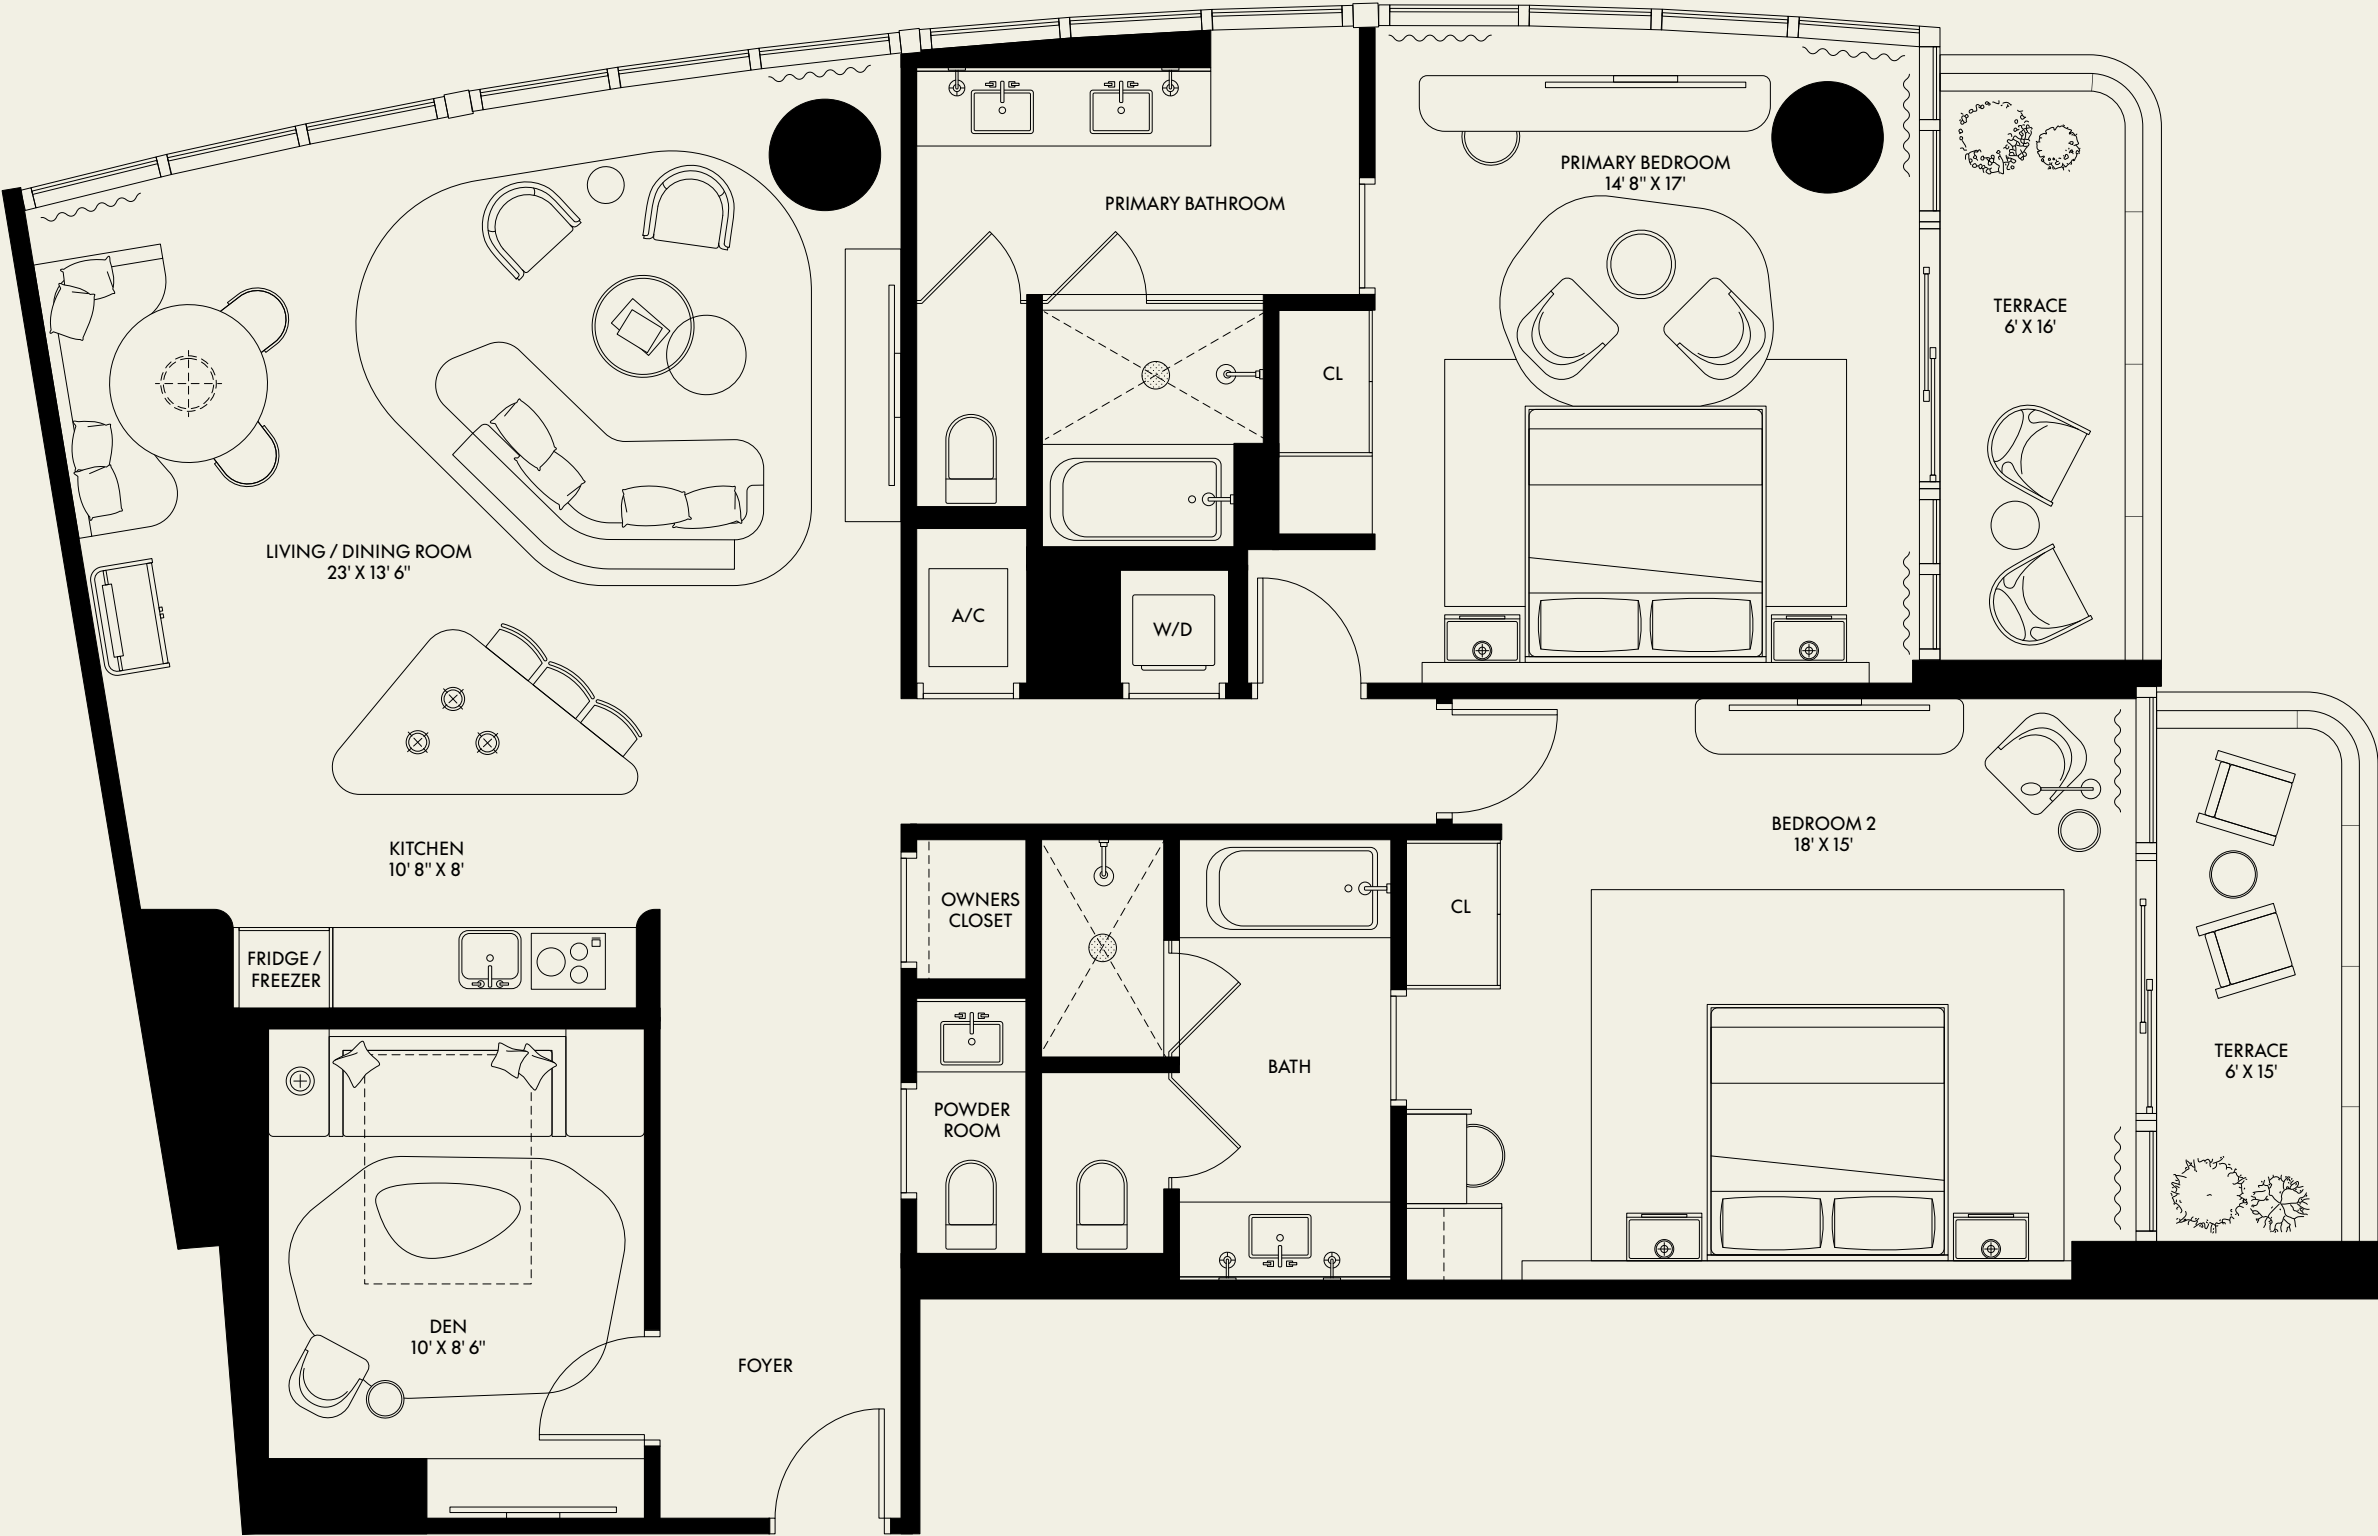 PRIMARY BEDROOM
14' 8" X 17'
PRIMARY BATHROOM
TERRACE
6' X 16'
CL
LIVING / DINING ROOM
23' X 13' 6"
A/C
W/D
BEDROOM 2
18' X 15'
KITCHEN
10' 8" X 8'
OWNERS
CLOSET
CL
FRIDGE /
FREEZER
TERRACE
6' X 15'
BATH
POWDER
ROOM
DEN
10' X 8' 6"
FOYER